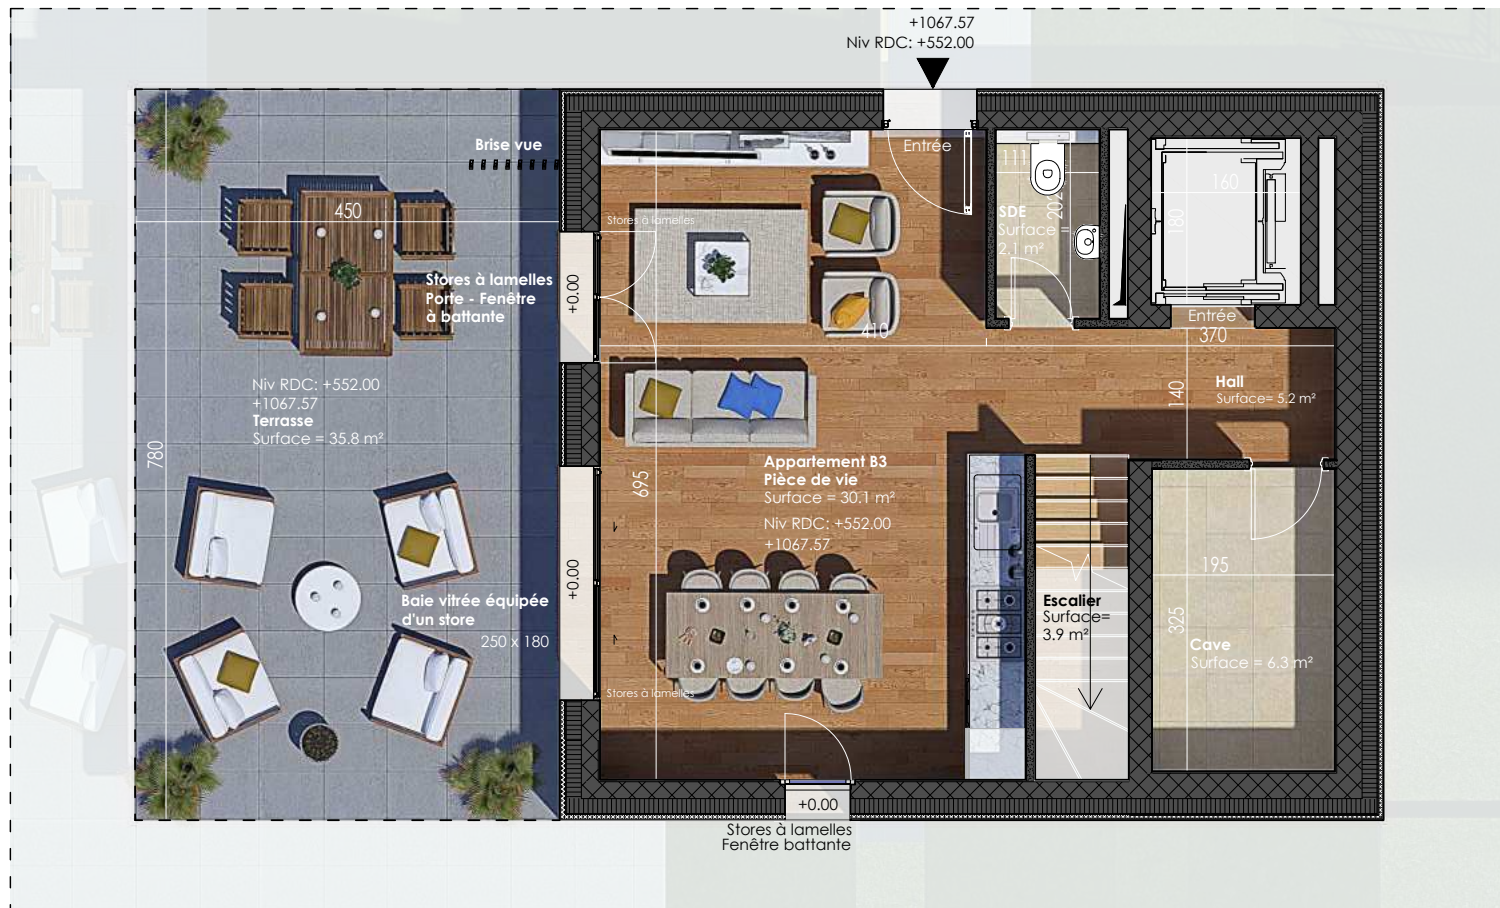 +1067.57
Niv RDC: +552.00
Brise vue
Entrée
111
202
SDE
Surface =
2.1 m²
160
180
Entrée
370
450
Stores à lamelles
Stores à lamelles
Porte - Fenêtre
à battante
+0.00
410
Hall
Surface= 5.2 m²
140
Niv RDC: +552.00
+1067.57
Terrasse
Surface = 35.8 m²
780
695
Appartement B3
Pièce de vie
Surface = 30.1 m²
Niv RDC: +552.00
+1067.57
+0.00
Baie vitrée équipée
d'un store
250 x 180
Escalier
Surface=
3.9 m²
195
325
Cave
Surface = 6.3 m²
Stores à lamelles
+0.00
Stores à lamelles
Fenêtre battante